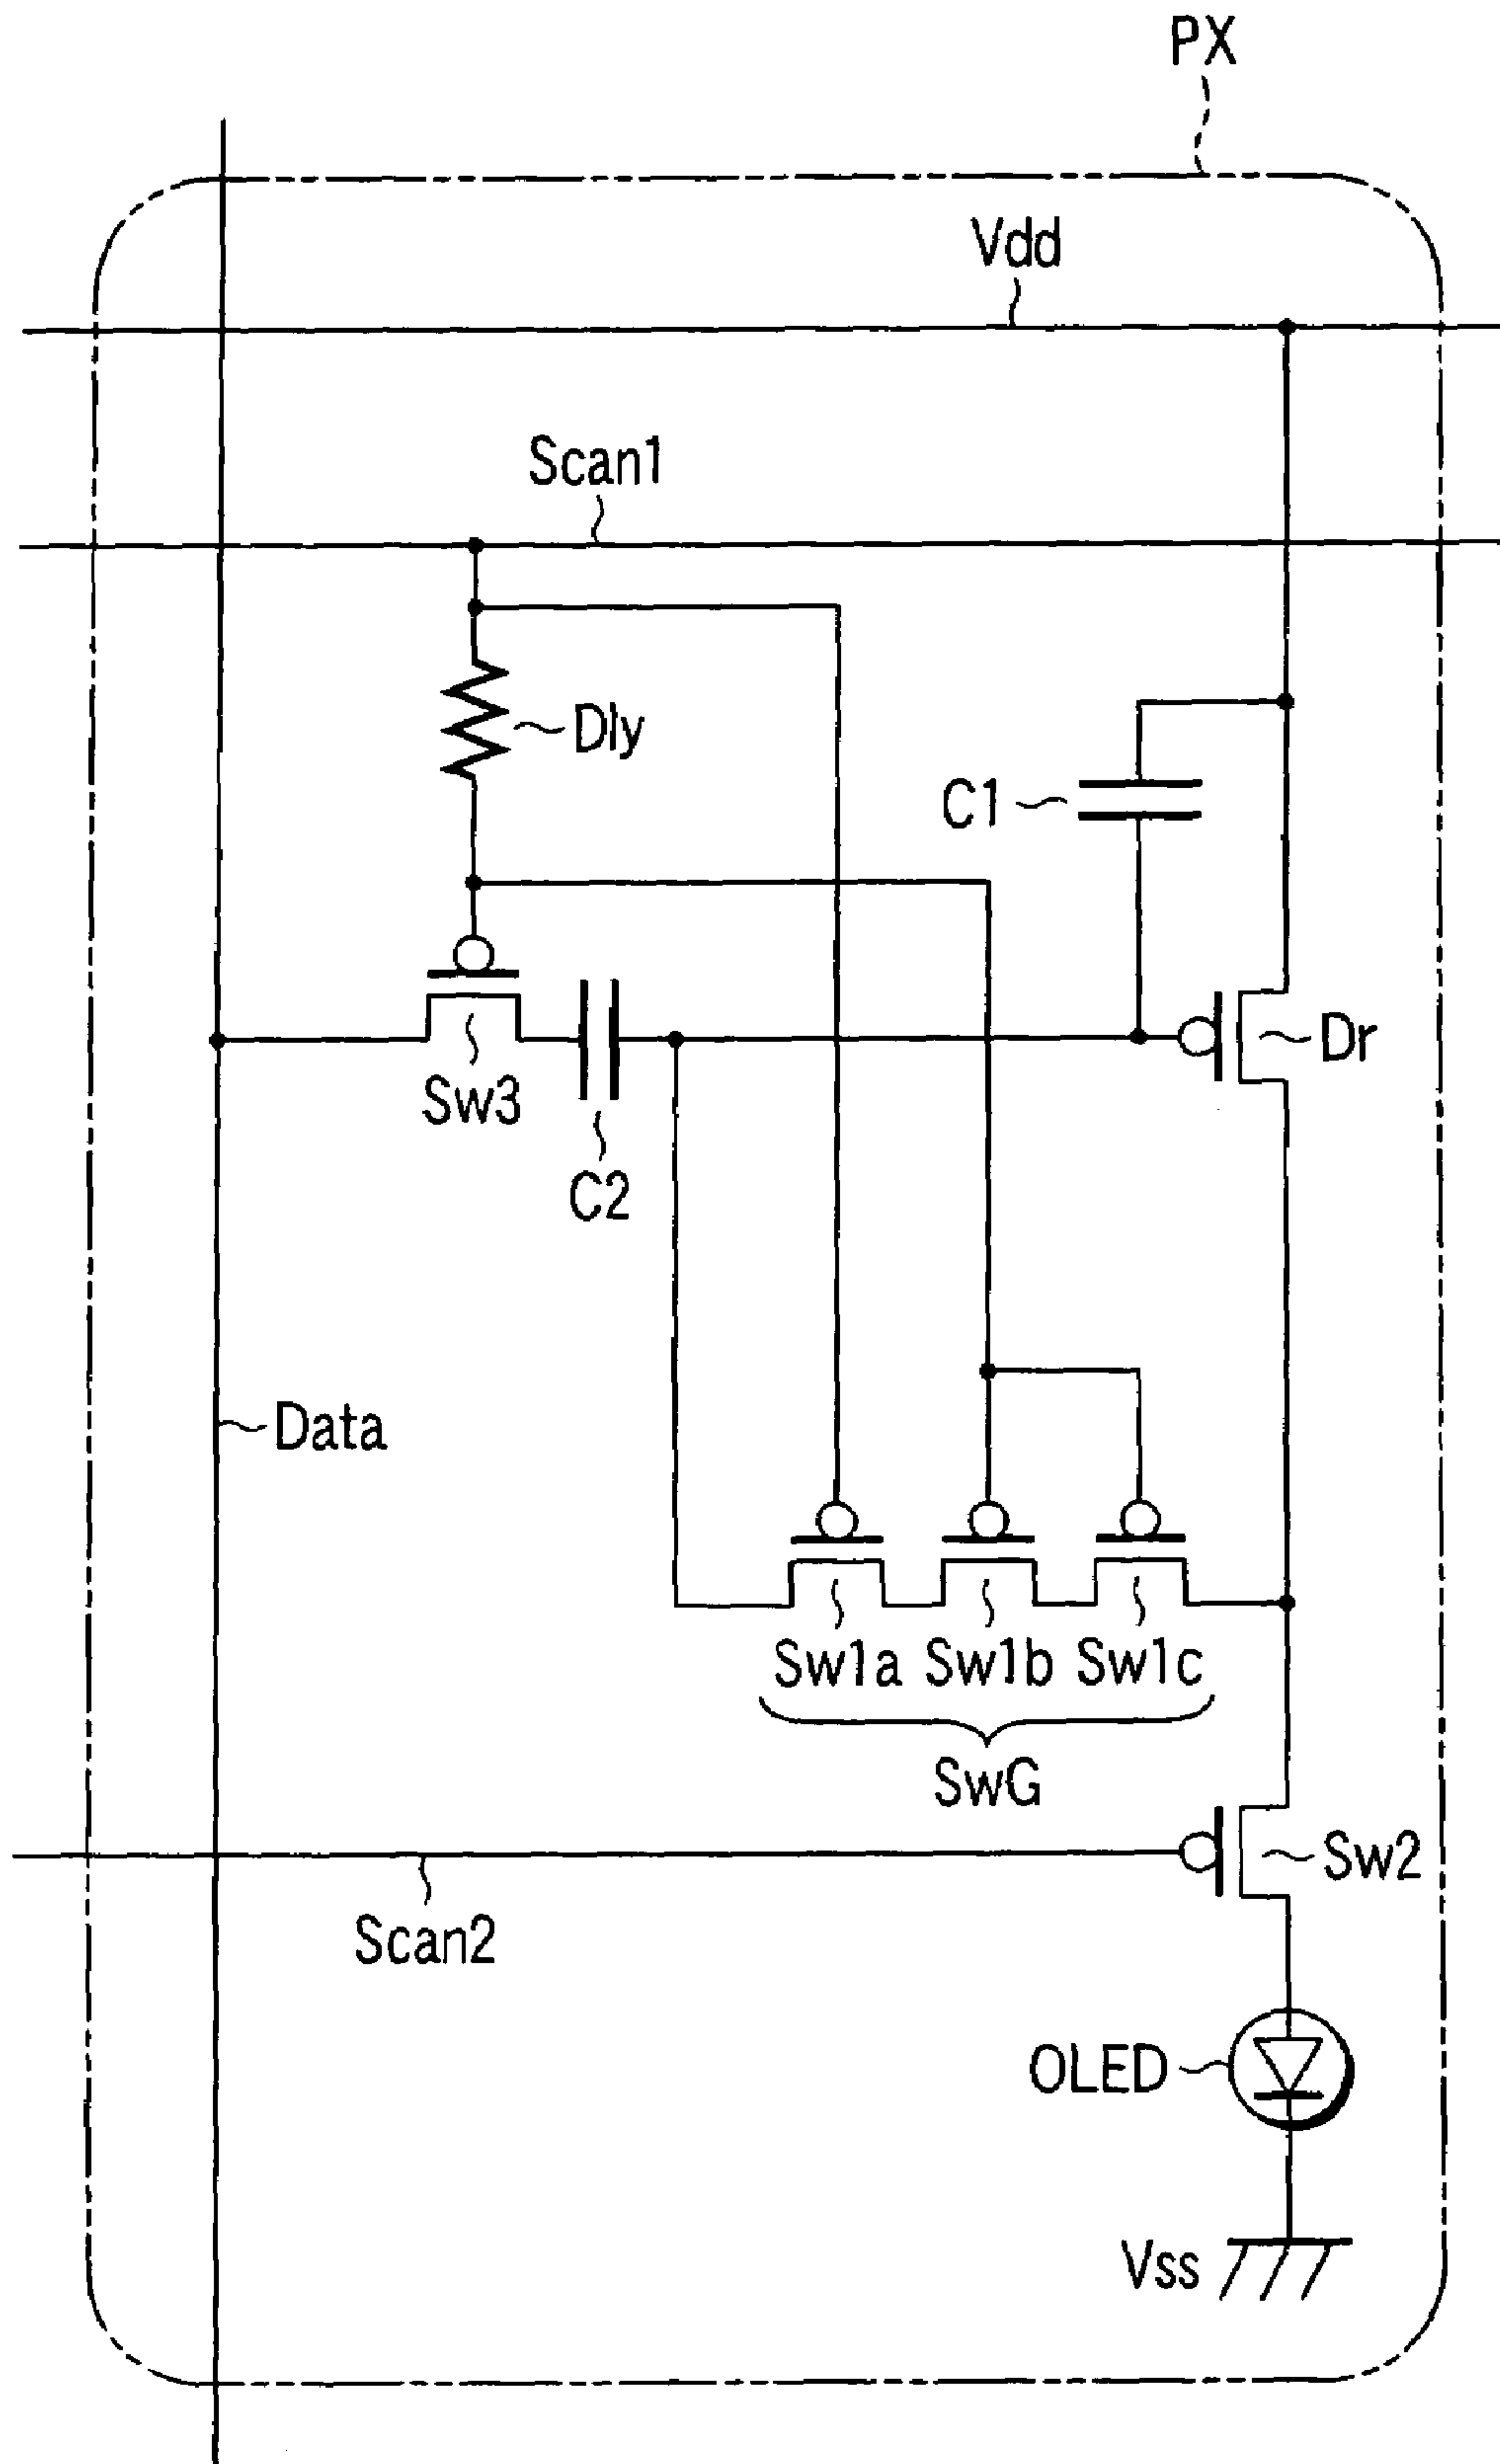 PX
Vdd
Scan1
Dly
C1
Dr
Sw3
C2
Data
Sw1a Sw1b Sw1c
SwG
Sw2
Scan2
OLED
Vss